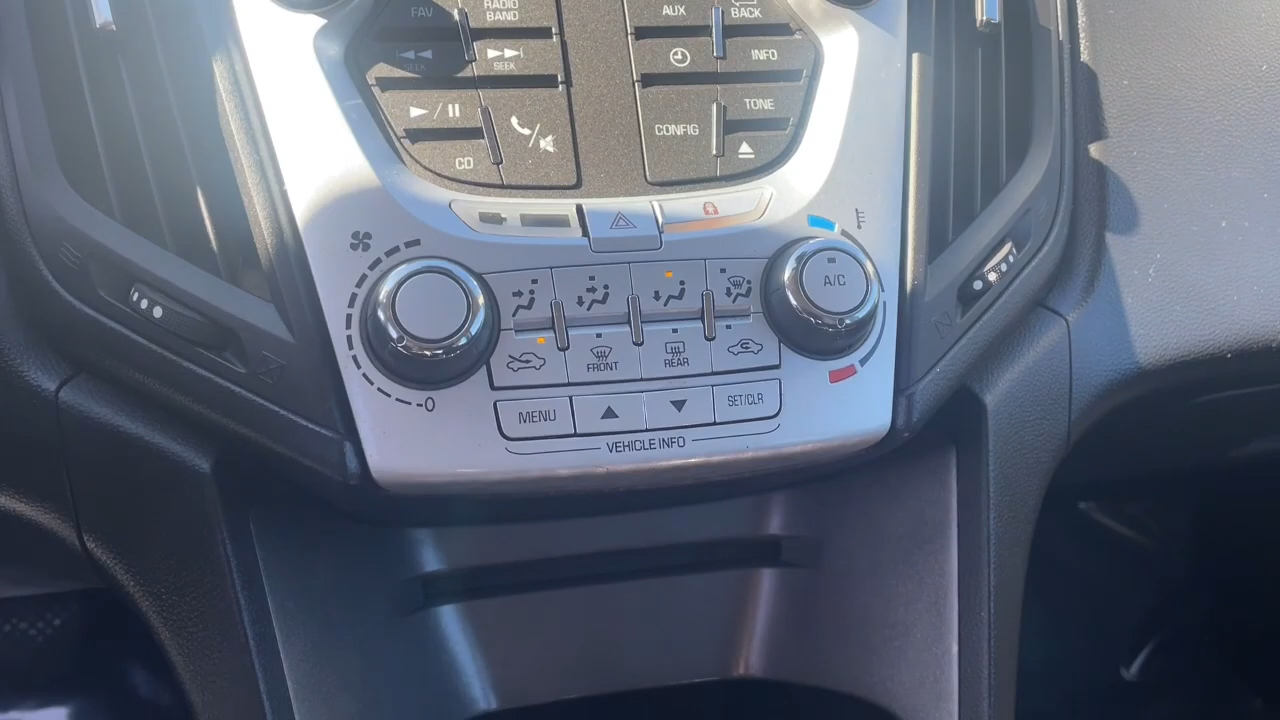 FAV
RADIO
BAND
AUX
BACK
SEEK
SEEK
INFO
TONE
CONFIG
CD
A/C
FRONT
REAR
0
MENU
SET/CLR
VEHICLE INFO